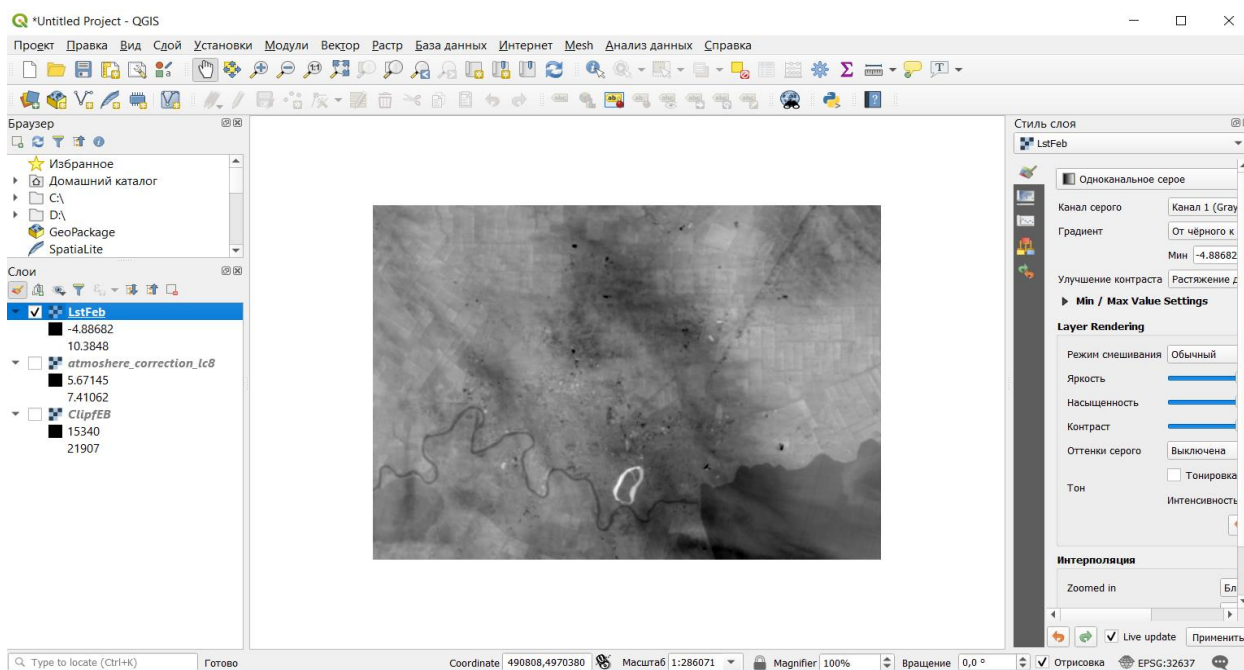 *Untitled Project - QGIS
Проект Правка Вид Слой Установки Модули Вектор Растр База данных Интернет Mesh Анализ данных Справка
Браузер
Избранное
Домашний каталог
C:\
D:\
GeoPackage
SpatiaLite
Слои
LstFeb
-4.88682
10.3848
atmoshere_correction_lc8
5.67145
7.41062
ClipfEB
15340
21907
Стиль слоя
LstFeb
Одноканальное серое
Канал серого Канал 1 (Gray
Градиент От чёрного к
Мин -4.88682
Улучшение контраста Растяжение д
Min / Max Value Settings
Layer Rendering
Режим смешивания Обычный
Яркость
Насыщенность
Контраст
Оттенки серого Выключена
Тон Тонировка
Интенсивность
Интерполяция
Zoomed in Бл
Live update Применить
Type to locate (Ctrl+K) Готово Coordinate 490808,4970380 Масштаб 1:286071 Magnifier 100% Вращение 0,0 ° Отрисовка EPSG:32637